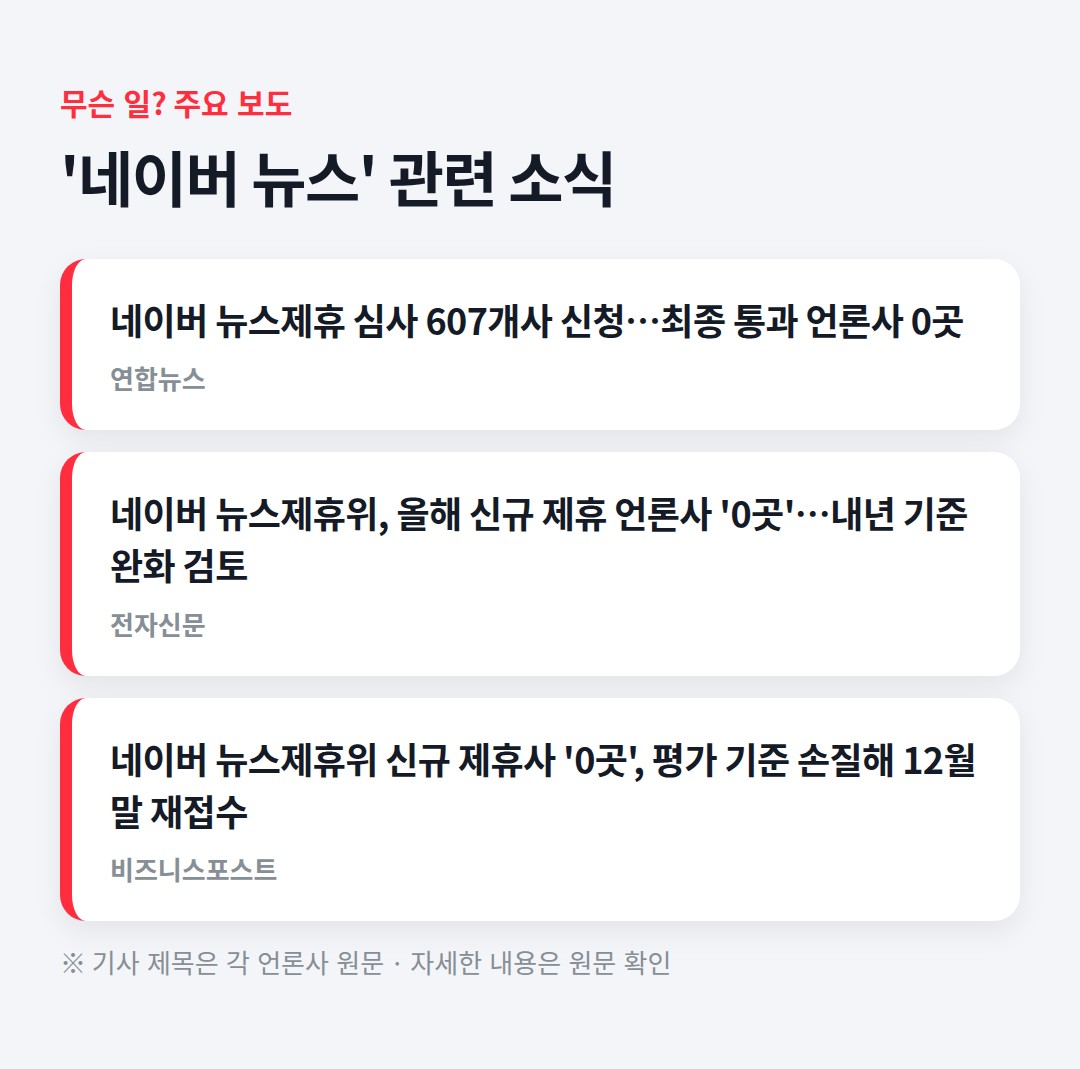 무슨 일? 주요 보도
'네이버 뉴스' 관련 소식
네이버 뉴스제휴 심사 607개사 신청…최종 통과 언론사 0곳
연합뉴스
네이버 뉴스제휴위, 올해 신규 제휴 언론사 '0곳'…내년 기준
완화 검토
전자신문
네이버 뉴스제휴위 신규 제휴사 '0곳', 평가 기준 손질해 12월
말 재접수
비즈니스포스트
※ 기사 제목은 각 언론사 원문 · 자세한 내용은 원문 확인